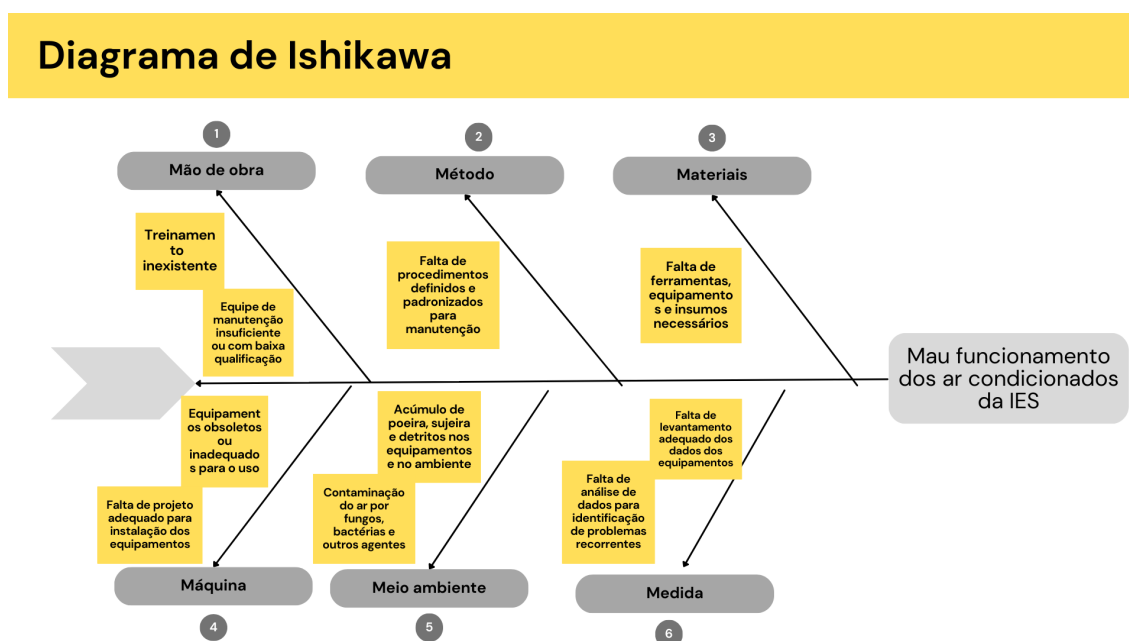 Diagrama de Ishikawa
1
2
3
Mão de obra
Método
Materiais
Treinamen
to
inexistente
Equipe de
manutenção
insuficiente
ou com baixa
qualificação
Falta de
procedimentos
definidos e
padronizados
para
manutenção
Falta de
ferramentas,
equipamento
s e insumos
necessários
Mau funcionamento
dos ar condicionados
da IES
Equipament
os obsoletos
ou
inadequado
s para o uso
Falta de projeto
adequado para
instalação dos
equipamentos
Acúmulo de
poeira, sujeira
e detritos nos
equipamentos
e no ambiente
Contaminação
do ar por
fungos,
bactérias e
outros agentes
Falta de
levantamento
adequado dos
dados dos
equipamentos
Falta de
análise de
dados para
identificação
de problemas
recorrentes
Máquina
Meio ambiente
Medida
4
5
6